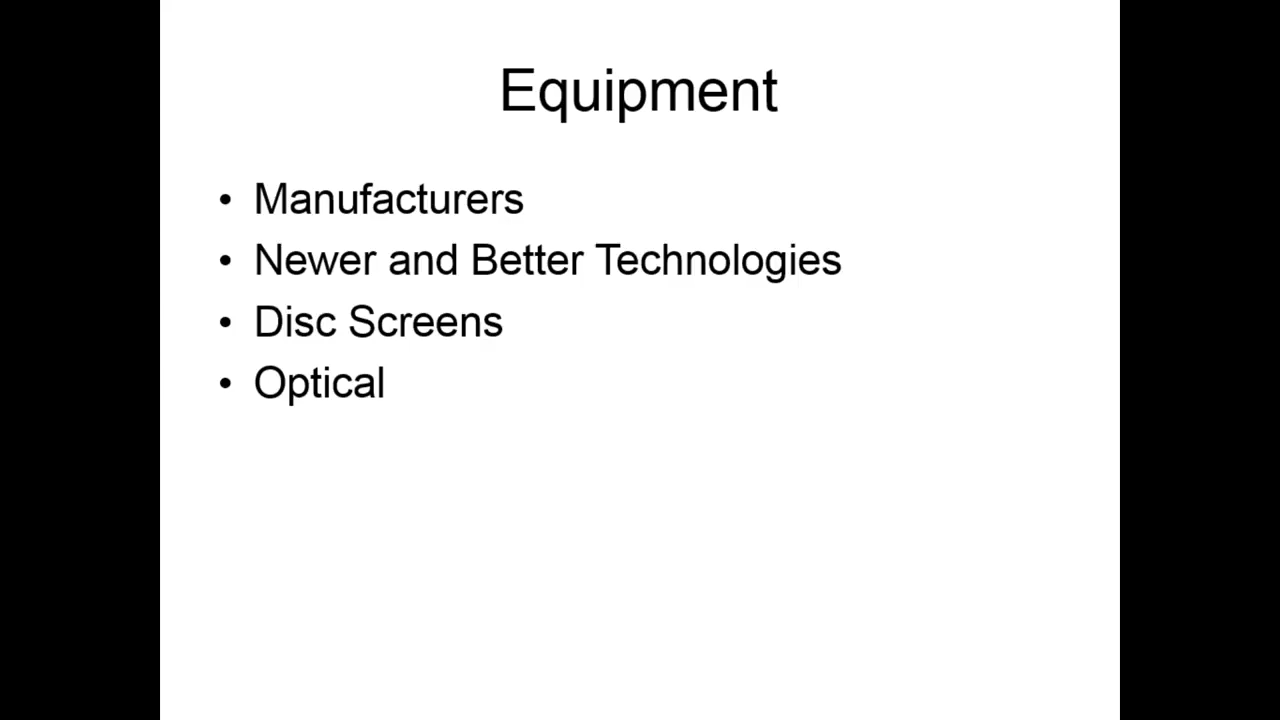 Equipment
• Manufacturers
• Newer and Better Technologies
• Disc Screens
• Optical